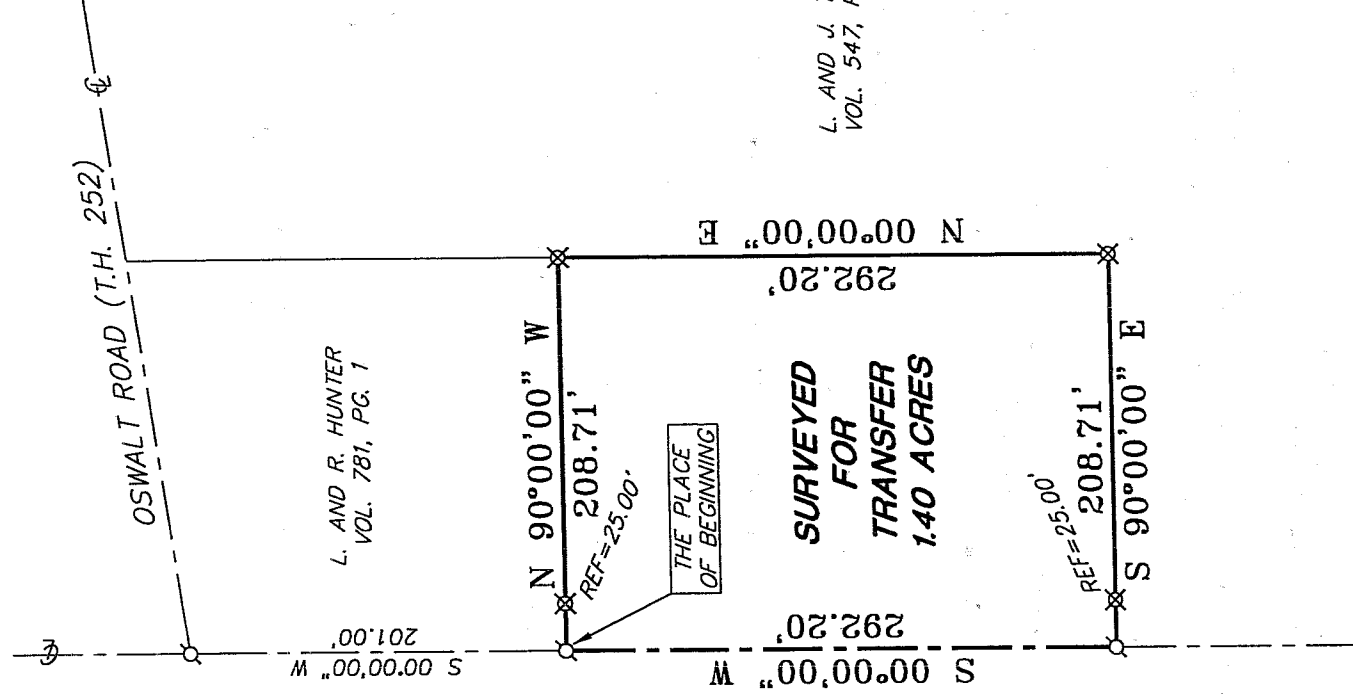 OSWALT ROAD (T.H. 252)
L. AND J.
VOL. 547,
L. AND R. HUNTER
VOL. 781, PG. 1
S 00°00'00" W
201.00'
N 90°00'00" W
208.71'
REF=25.00'
THE PLACE
OF BEGINNING
N 00°00'00" E
292.20'
SURVEYED
FOR
TRANSFER
1.40 ACRES
S 00°00'00" W
292.20'
REF=25.00'
208.71'
S 90°00'00" E